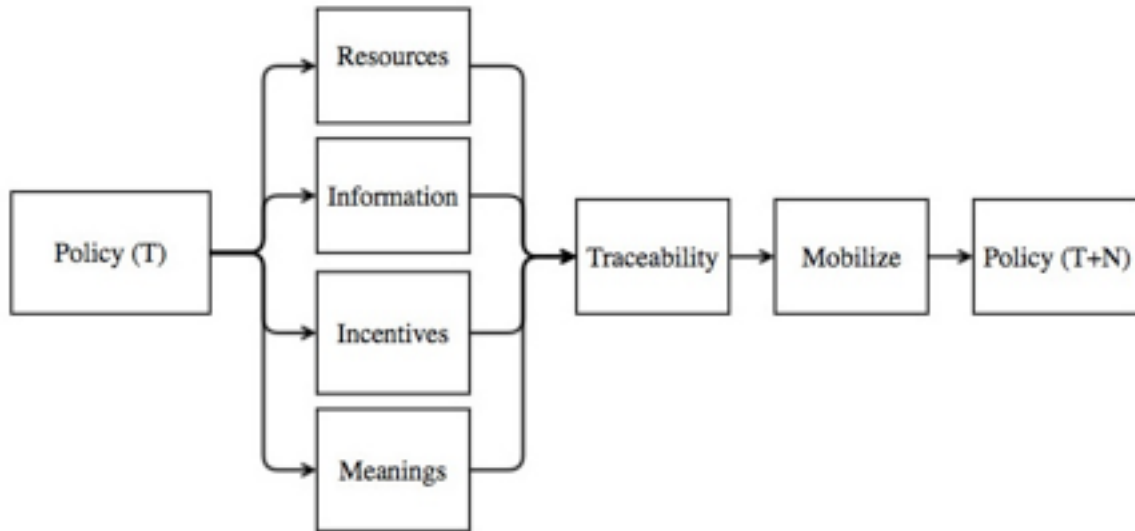 Policy (T)
Resources
Information
Incentives
Meanings
Traceability
Mobilize
Policy (T+N)